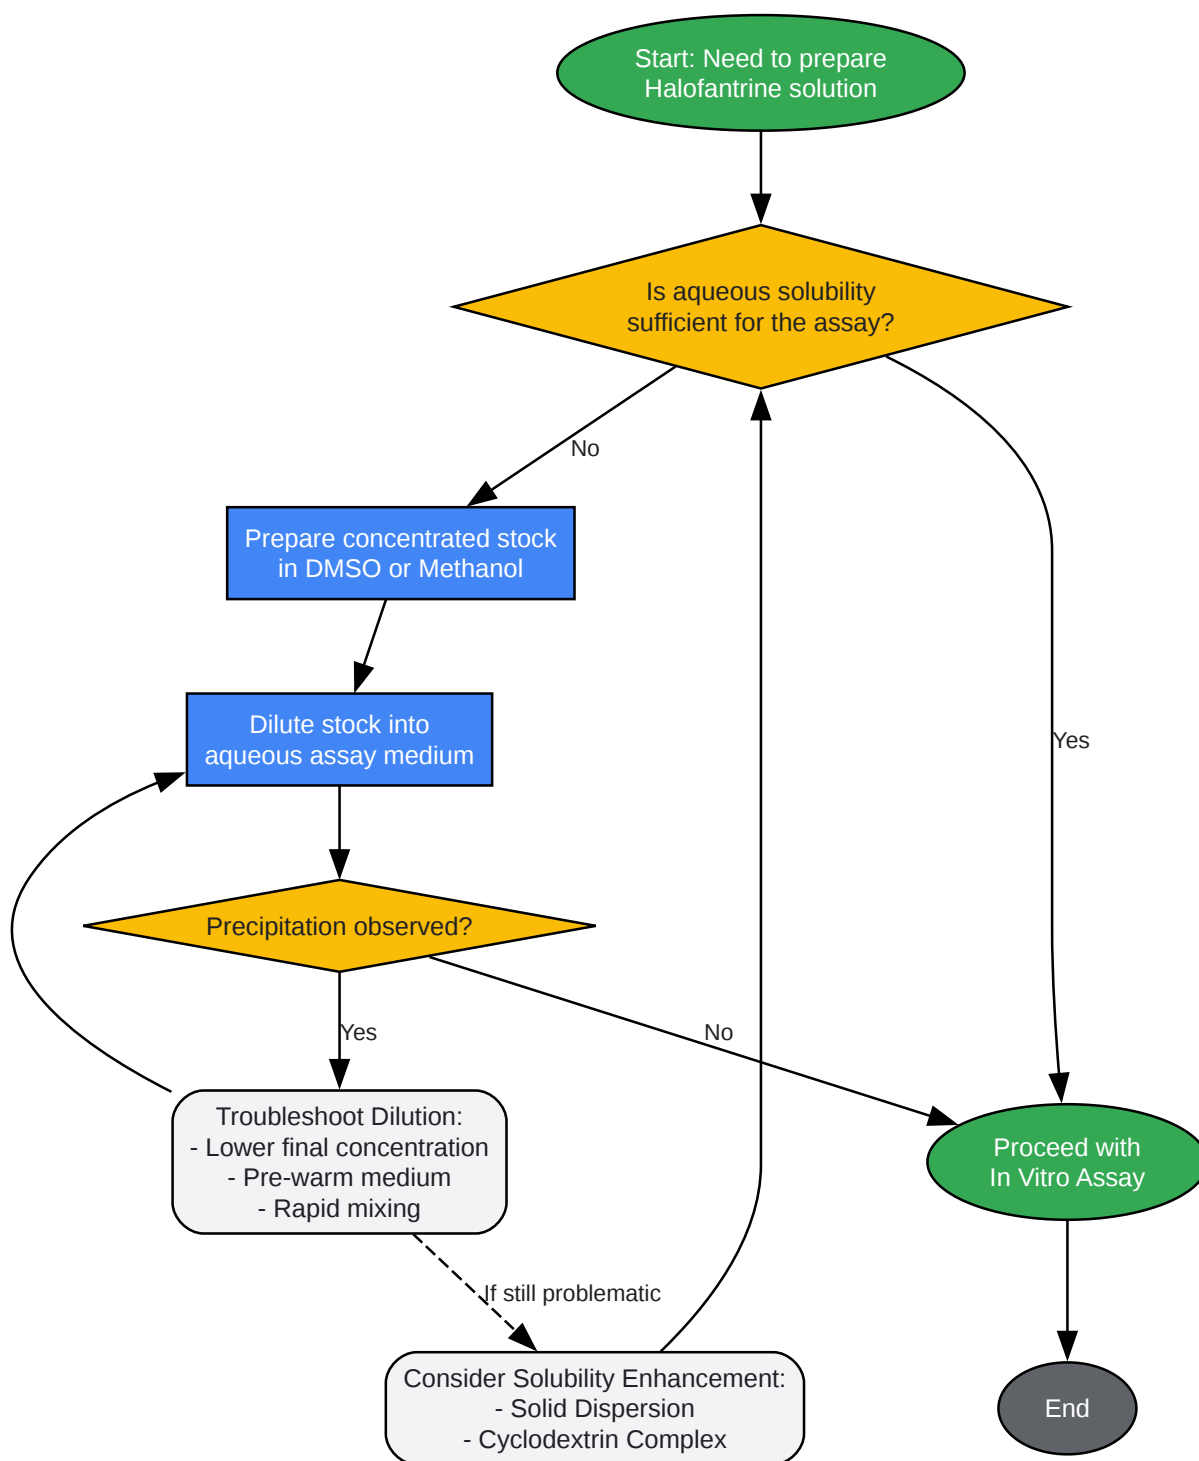 Start: Need to prepare
Halofantrine solution
Is aqueous solubility
sufficient for the assay?
No
Prepare concentrated stock
in DMSO or Methanol
Dilute stock into
aqueous assay medium
Yes
Precipitation observed?
Yes
No
Troubleshoot Dilution:
- Lower final concentration
- Pre-warm medium
- Rapid mixing
Proceed with
In Vitro Assay
If still problematic
Consider Solubility Enhancement:
- Solid Dispersion
- Cyclodextrin Complex
End